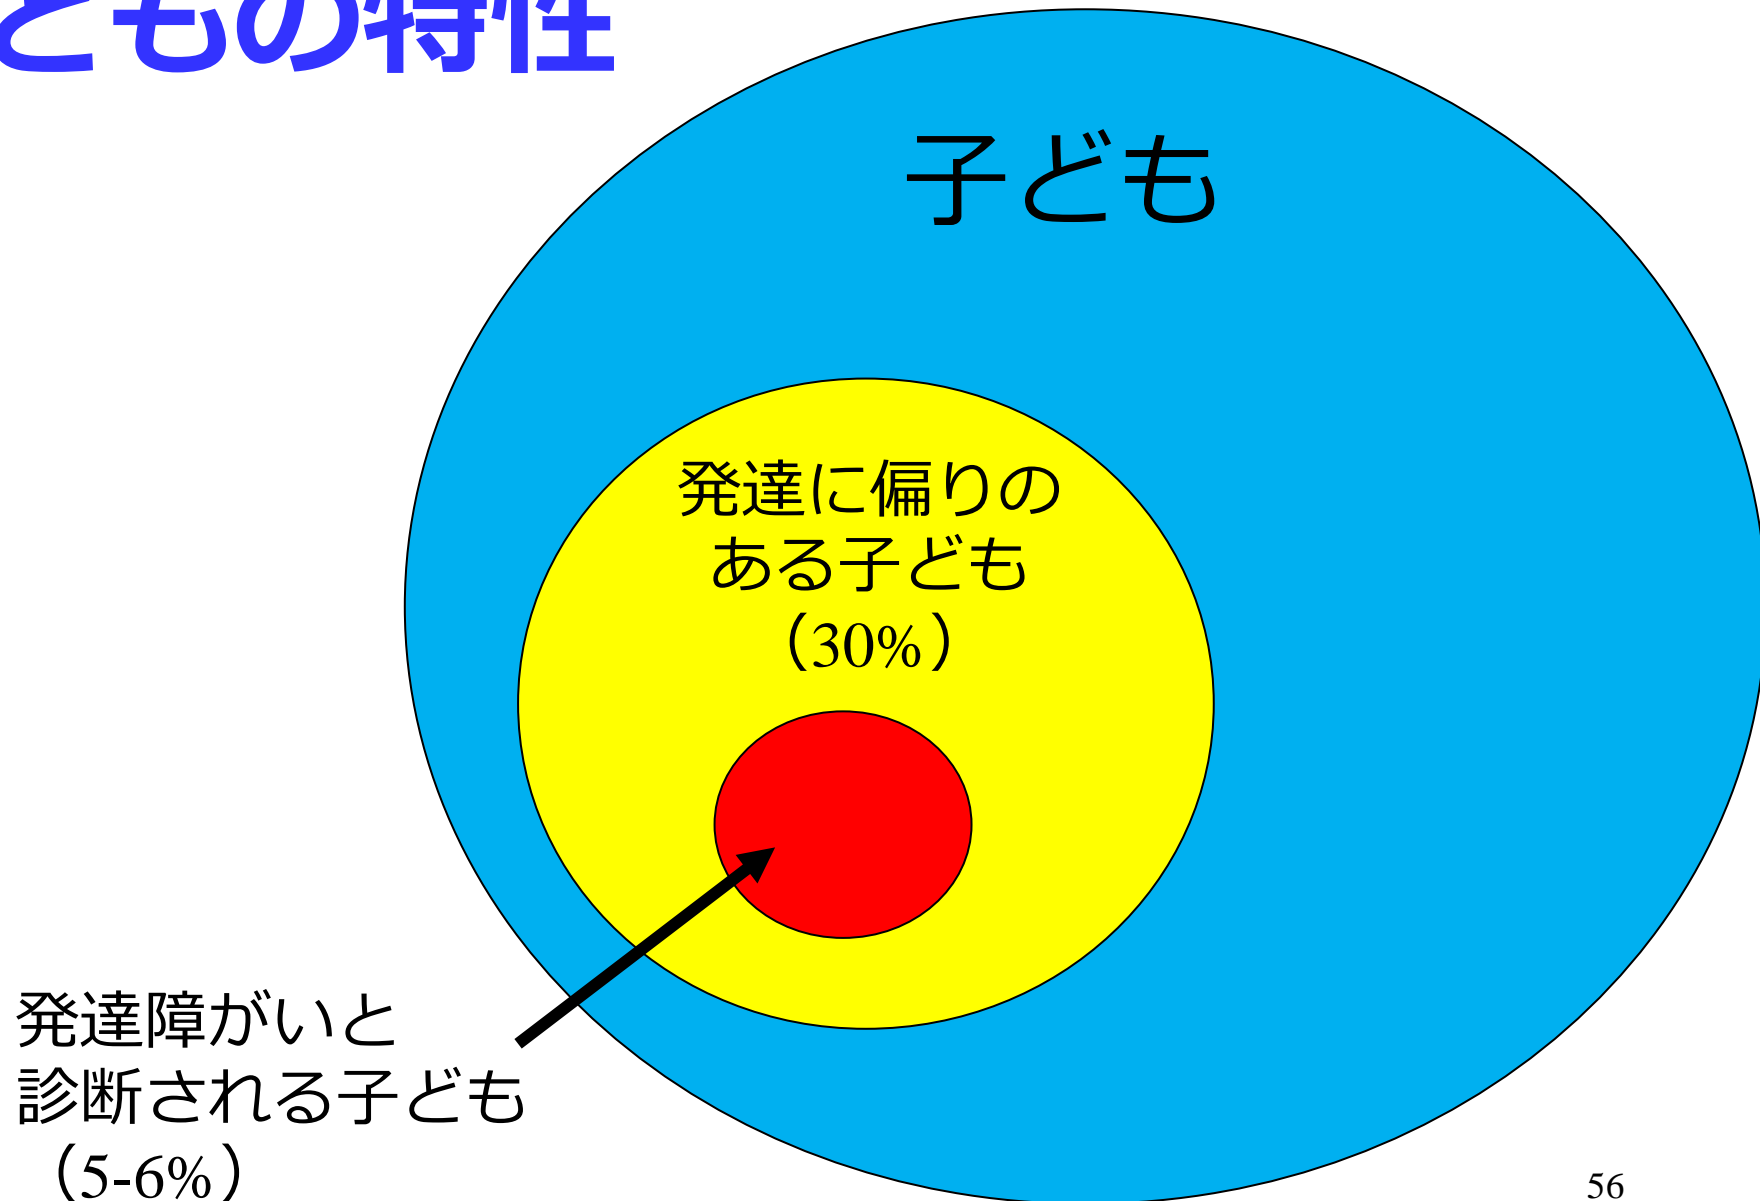 どもの特性
子ども
発達に偏りの
ある子ども
（30%）
発達障がいと
診断される子ども
（5-6%）
56